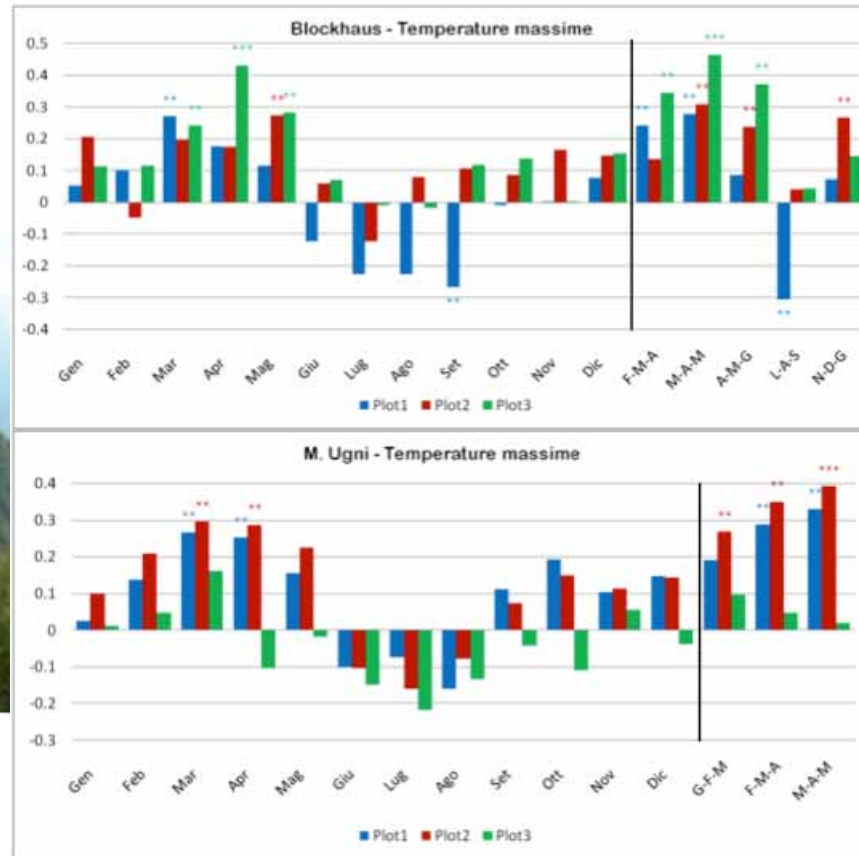 Blockhaus - Temperature massime
0.5
0.4
0.3
0.2
0.1
0
-0.1
-0.2
-0.3
-0.4
*** ** ** ** ** ** ** ** ** *** ** ** ** ** **
Gen Feb Mar Apr Mag Giu Lug Ago Set Ott Nov Dic F-M-A M-A-M A-M-G L-A-S N-D-G
Plot1 Plot2 Plot3
M. Ugni - Temperature massime
0.4
0.3
0.2
0.1
0
-0.1
-0.2
-0.3
** ** ** ** ** ** ** ** ***
Gen Feb Mar Apr Mag Giu Lug Ago Set Ott Nov Dic G-F-M F-M-A M-A-M
Plot1 Plot2 Plot3